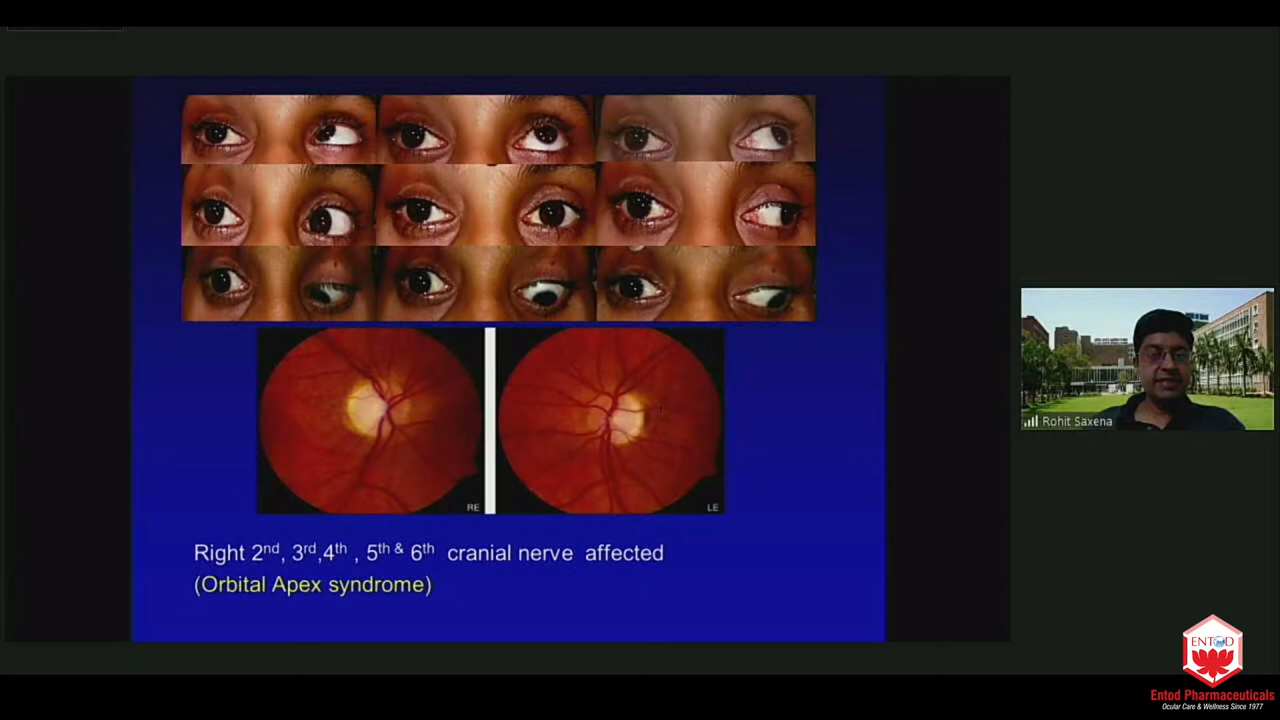 RE
LE
Right 2nd, 3rd,4th , 5th & 6th cranial nerve affected
(Orbital Apex syndrome)
Rohit Saxena
ENTOD
Entod Pharmaceuticals
Ocular Care & Wellness Since 1977